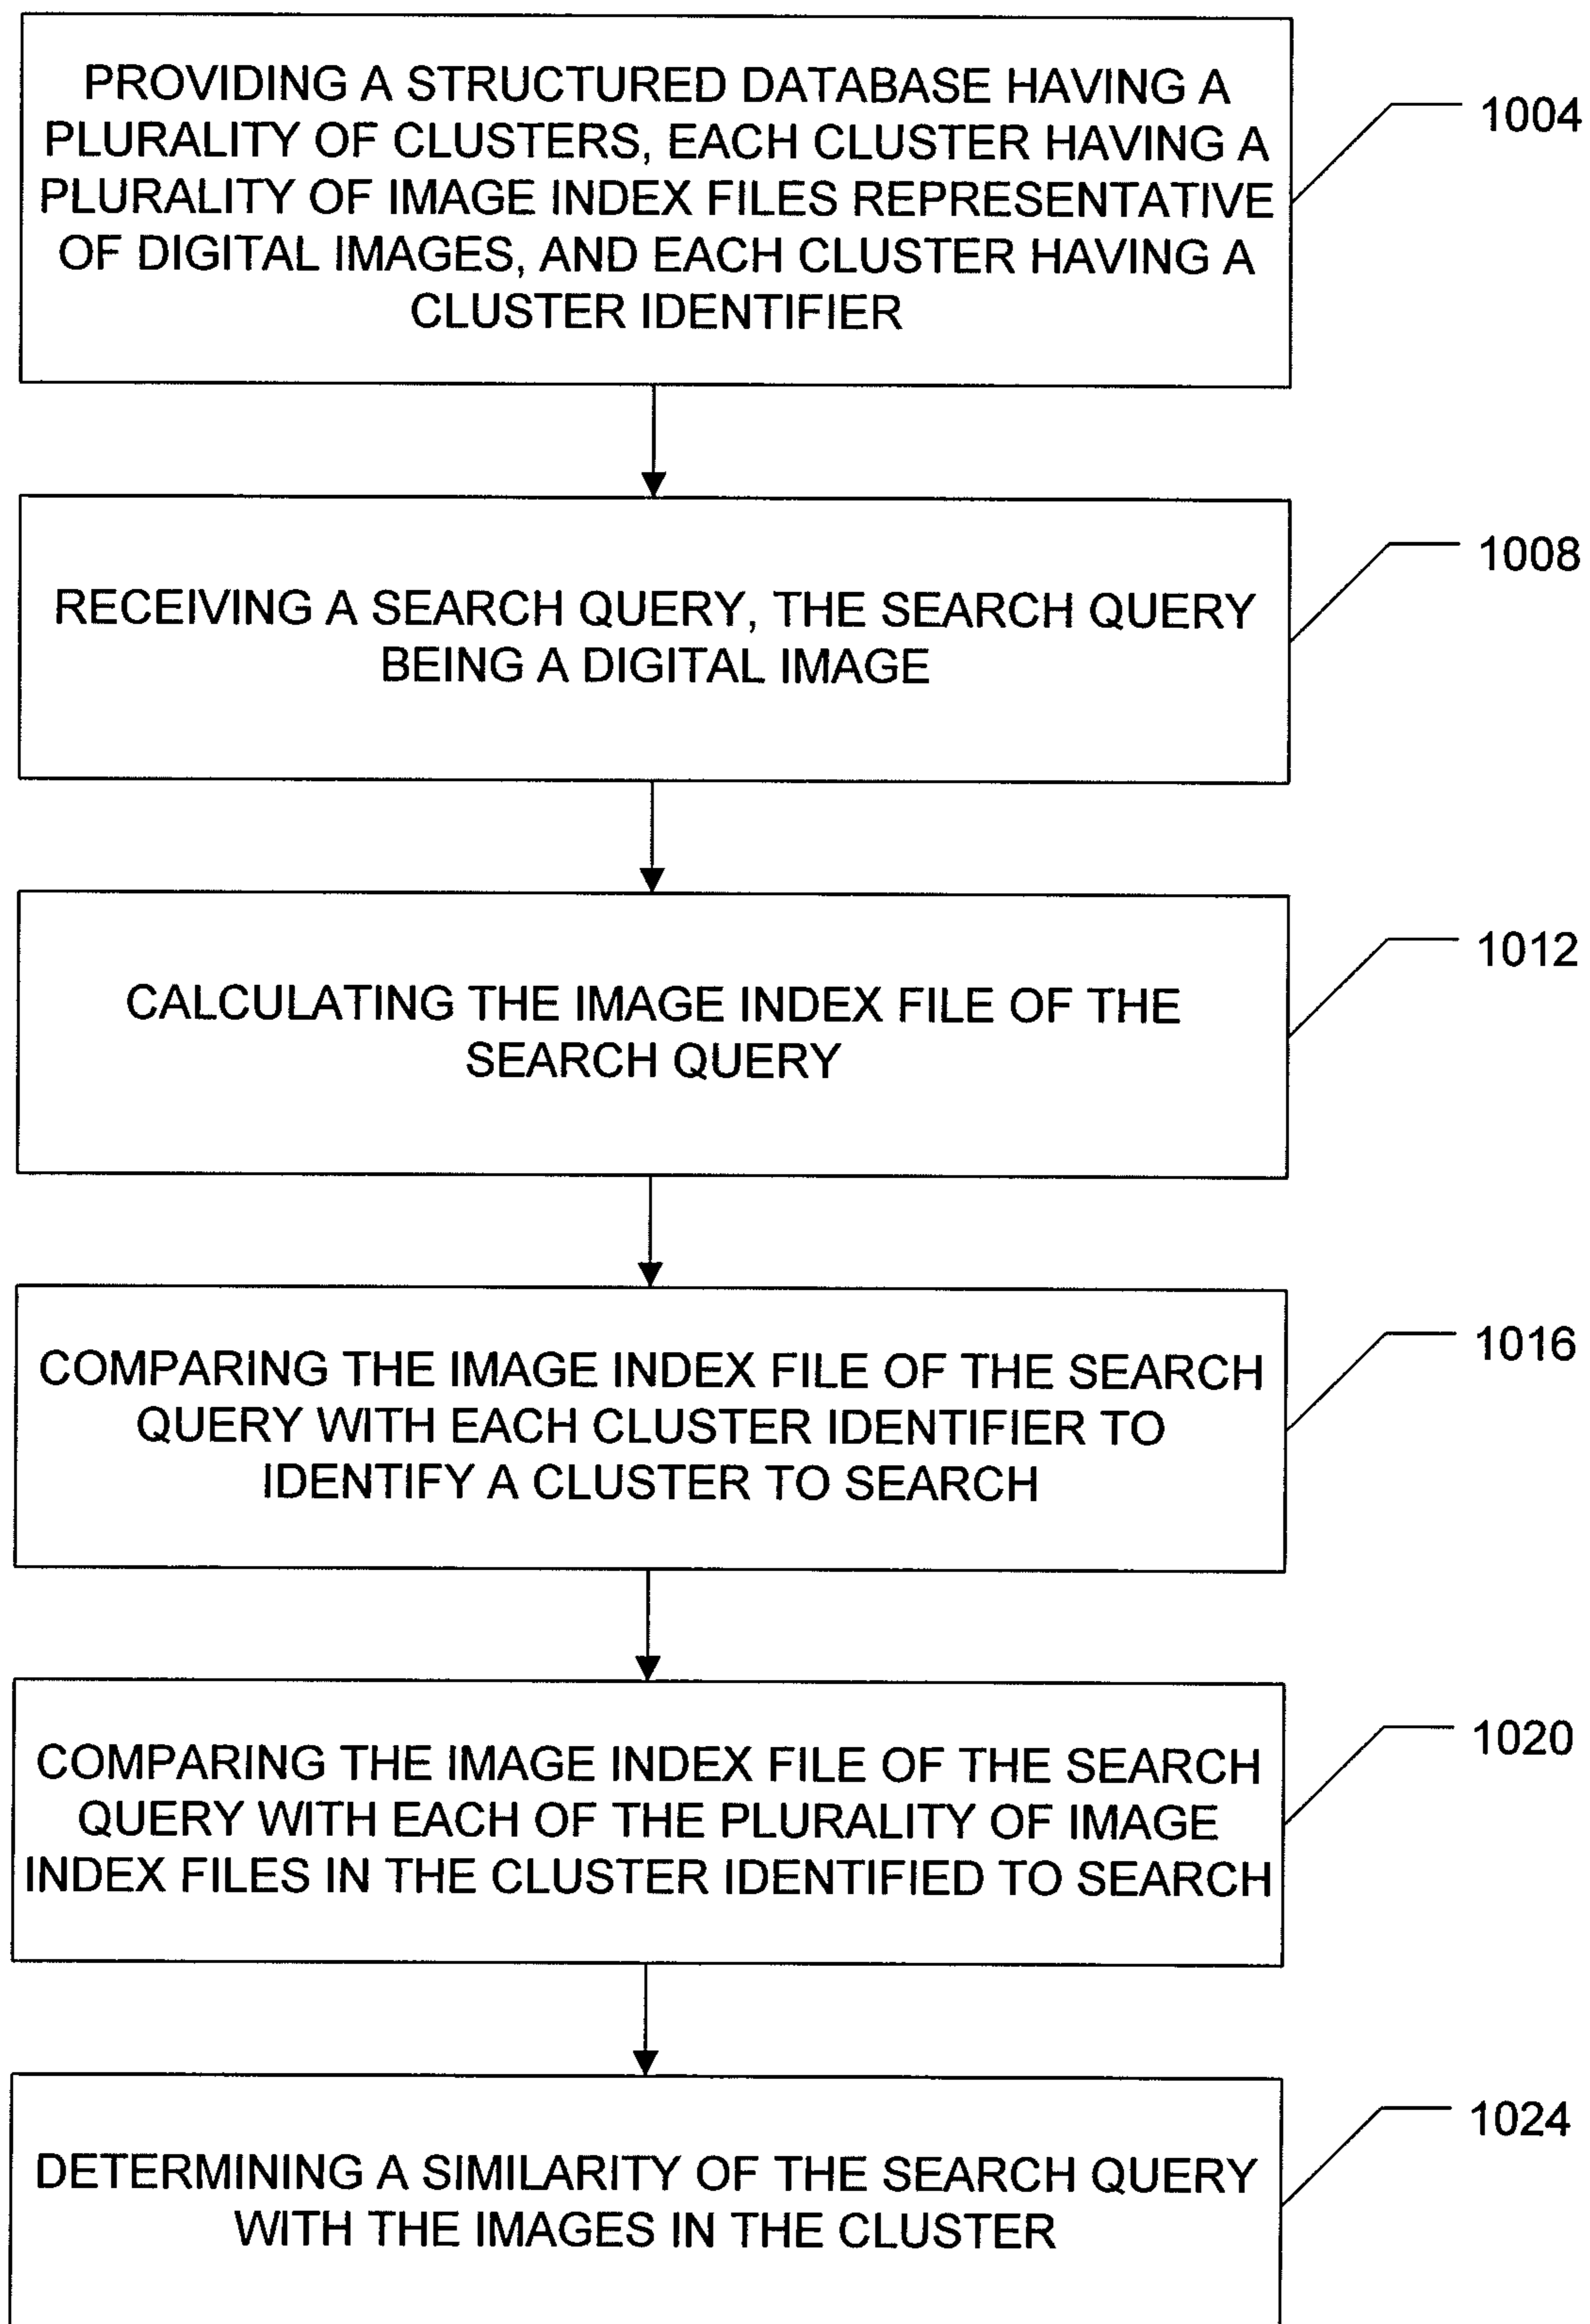 PROVIDING A STRUCTURED DATABASE HAVING A
PLURALITY OF CLUSTERS, EACH CLUSTER HAVING A
PLURALITY OF IMAGE INDEX FILES REPRESENTATIVE
OF DIGITAL IMAGES, AND EACH CLUSTER HAVING A
CLUSTER IDENTIFIER
1004
RECEIVING A SEARCH QUERY, THE SEARCH QUERY
BEING A DIGITAL IMAGE
1008
CALCULATING THE IMAGE INDEX FILE OF THE
SEARCH QUERY
1012
COMPARING THE IMAGE INDEX FILE OF THE SEARCH
QUERY WITH EACH CLUSTER IDENTIFIER TO
IDENTIFY A CLUSTER TO SEARCH
1016
COMPARING THE IMAGE INDEX FILE OF THE SEARCH
QUERY WITH EACH OF THE PLURALITY OF IMAGE
INDEX FILES IN THE CLUSTER IDENTIFIED TO SEARCH
1020
DETERMINING A SIMILARITY OF THE SEARCH QUERY
WITH THE IMAGES IN THE CLUSTER
1024